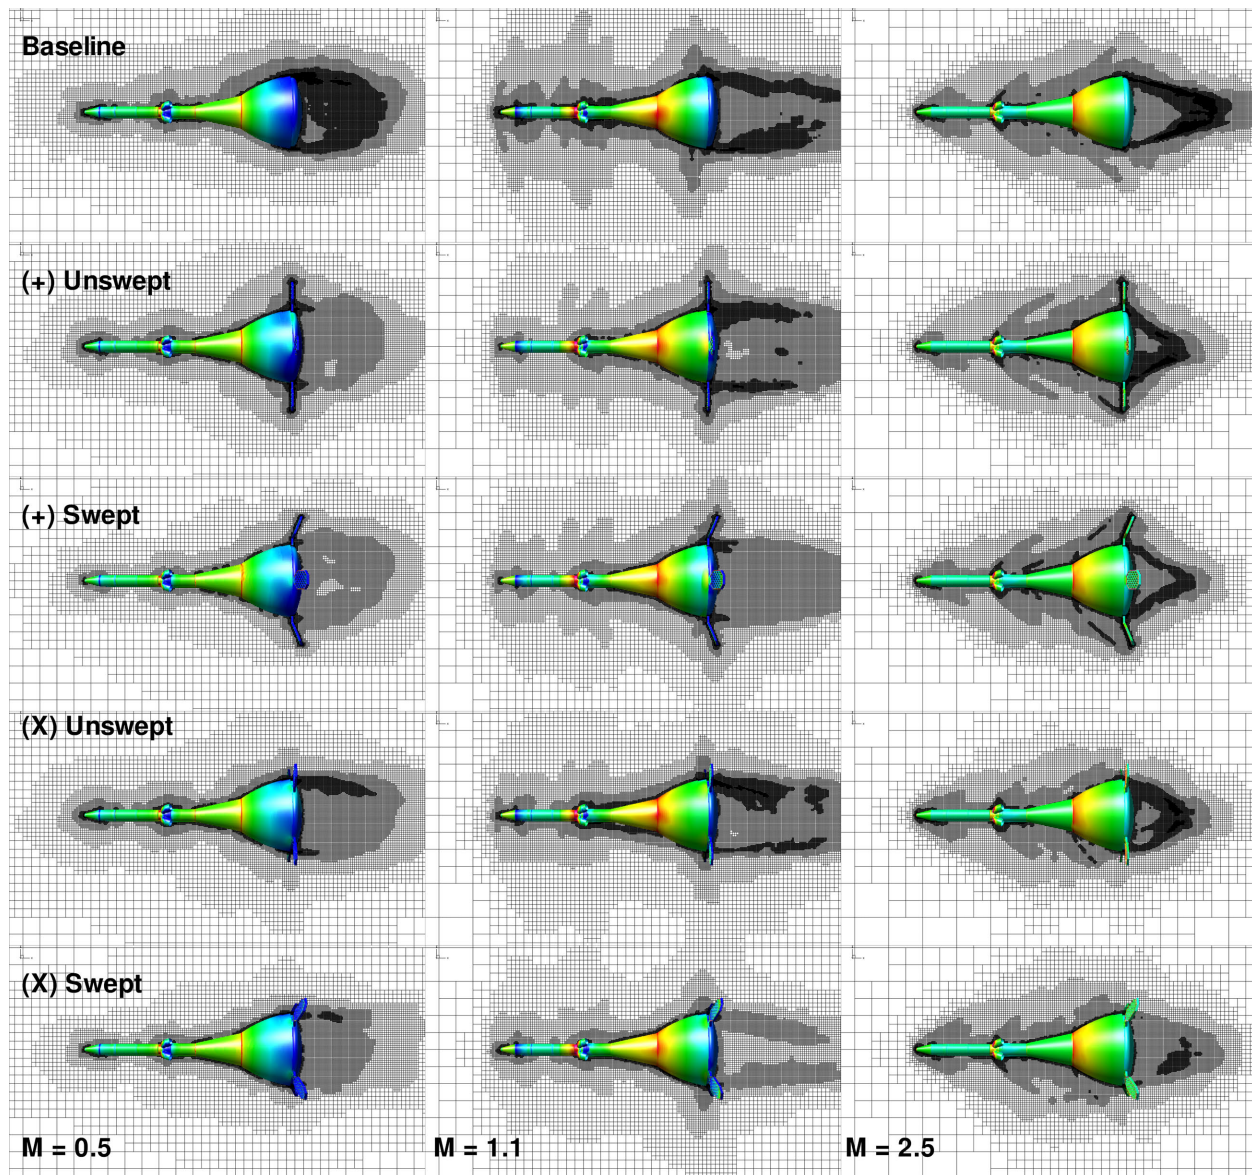 Baseline
(+) Unswept
(+) Swept
(X) Unswept
(X) Swept
M = 0.5
M = 1.1
M = 2.5